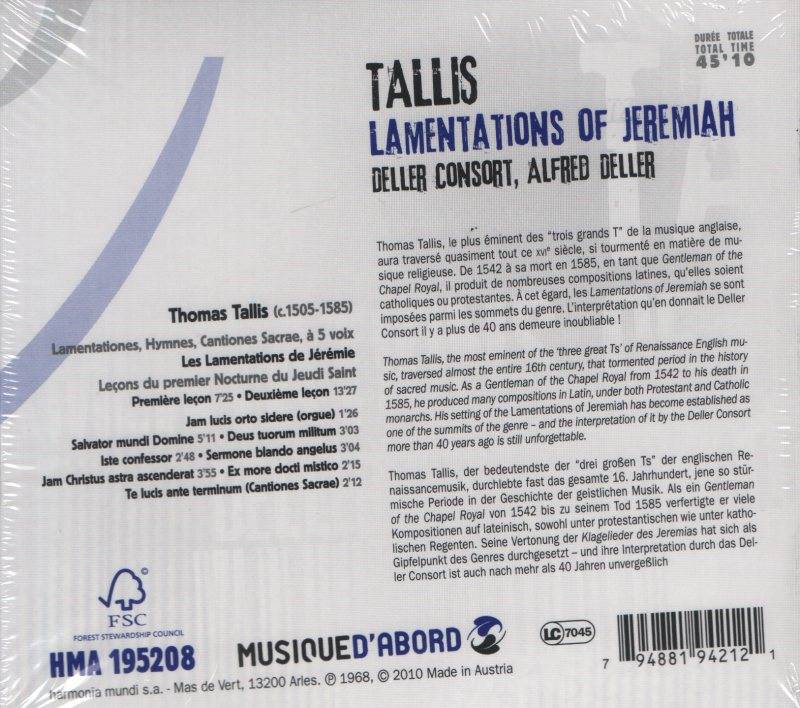 DURÉE TOTALE
TOTAL TIME
45'10
TALLIS
LAMENTATIONS OF JEREMIAH
DELLER CONSORT, ALFRED DELLER
Thomas Tallis, le plus éminent des "trois grands T" de la musique anglaise,
aura traversé quasiment tout ce XVIe siècle, si tourmenté en matière de mu-
sique religieuse. De 1542 à sa mort en 1585, en tant que Gentleman of the
Chapel Royal, il produit de nombreuses compositions latines, qu'elles soient
catholiques ou protestantes. À cet égard, les Lamentations of Jeremiah se sont
imposées parmi les sommets du genre. L'interprétation qu'en donnait le Deller
Consort il y a plus de 40 ans demeure inoubliable !
Thomas Tallis, the most eminent of the 'three great Ts' of Renaissance English mu-
sic, traversed almost the entire 16th century, that tormented period in the history
of sacred music. As a Gentleman of the Chapel Royal from 1542 to his death in
1585, he produced many compositions in Latin, under both Protestant and Catholic
monarchs. His setting of the Lamentations of Jeremiah has become established as
one of the summits of the genre – and the interpretation of it by the Deller Consort
more than 40 years ago is still unforgettable.
Thomas Tallis, der bedeutendste der "drei großen Ts" der englischen Re-
naissancemusik, durchlebte fast das gesamte 16. Jahrhundert, jene so stür-
mische Periode in der Geschichte der geistlichen Musik. Als ein Gentleman
of the Chapel Royal von 1542 bis zu seinem Tod 1585 verfertigte er viele
Kompositionen auf lateinisch, sowohl unter protestantischen wie unter katho-
lischen Regenten. Seine Vertonung der Klagelieder des Jeremias hat sich als
Gipfelpunkt des Genres durchgesetzt – und ihre Interpretation durch das Del-
ler Consort ist auch nach mehr als 40 Jahren unvergeßlich
Thomas Tallis (c.1505-1585)
Lamentationes, Hymnes, Cantiones Sacrae, à 5 voix
Les Lamentations de Jérémie
Leçons du premier Nocturne du Jeudi Saint
Première leçon 7'25 • Deuxième leçon 13'27
Jam lucis orto sidere (orgue) 1'26
Salvator mundi Domine 5'11 • Deus tuorum militum 3'03
Iste confessor 2'48 • Sermone blando angelus 3'04
Jam Christus astra ascenderat 3'55 • Ex more docti mistico 2'15
Te lucis ante terminum (Cantiones Sacrae) 2'12
©
FSC
FOREST STEWARDSHIP COUNCIL
HMA 195208
MUSIQUE D'ABORD
LC 7045
7 94881 94212 1
harmonia mundi s.a. - Mas de Vert, 13200 Arles. ℗ 1968, © 2010 Made in Austria